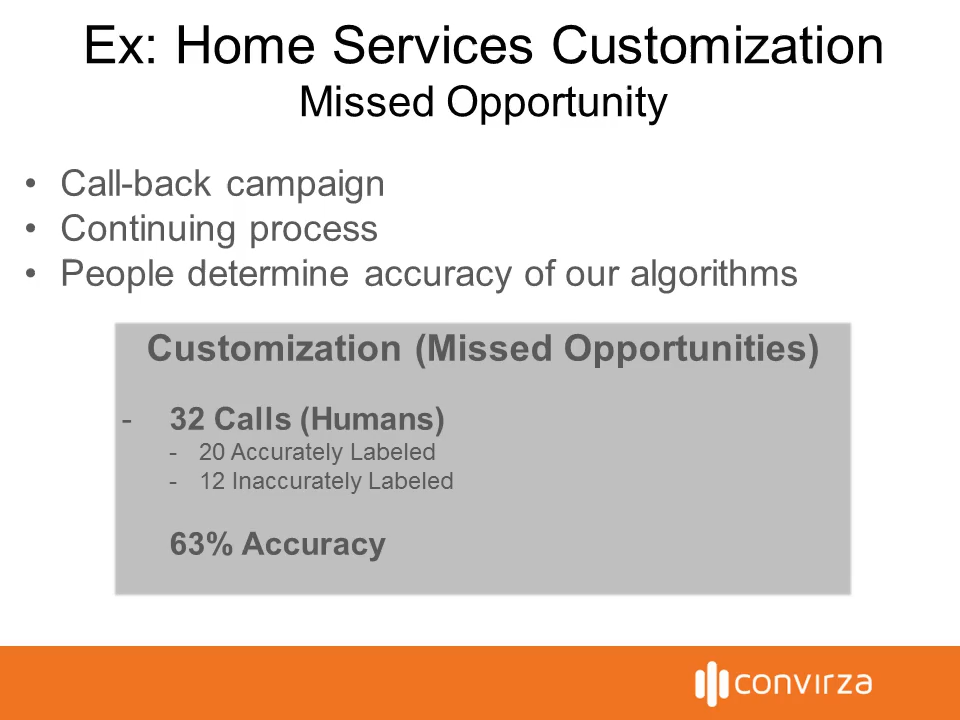 Ex: Home Services Customization
Missed Opportunity
• Call-back campaign
• Continuing process
• People determine accuracy of our algorithms
Customization (Missed Opportunities)
- 32 Calls (Humans)
- 20 Accurately Labeled
- 12 Inaccurately Labeled
63% Accuracy
convirza